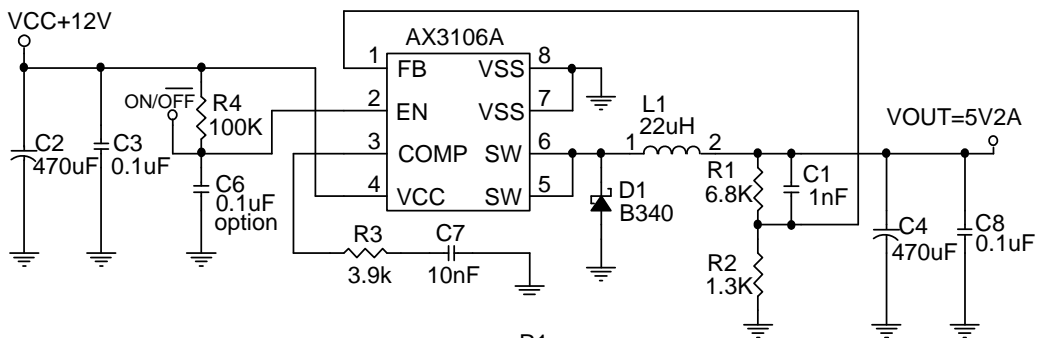 VCC+12V
AX3106A
1
FB
VSS
8
ON/OFF
R4
100K
2
EN
VSS
7
L1
22uH
VOUT=5V2A
C2
470uF
C3
0.1uF
3
COMP
SW
6
1
2
4
VCC
SW
5
C6
0.1uF
option
D1
B340
R1
6.8K
C1
1nF
R3
3.9k
C7
10nF
R2
1.3K
C4
470uF
C8
0.1uF